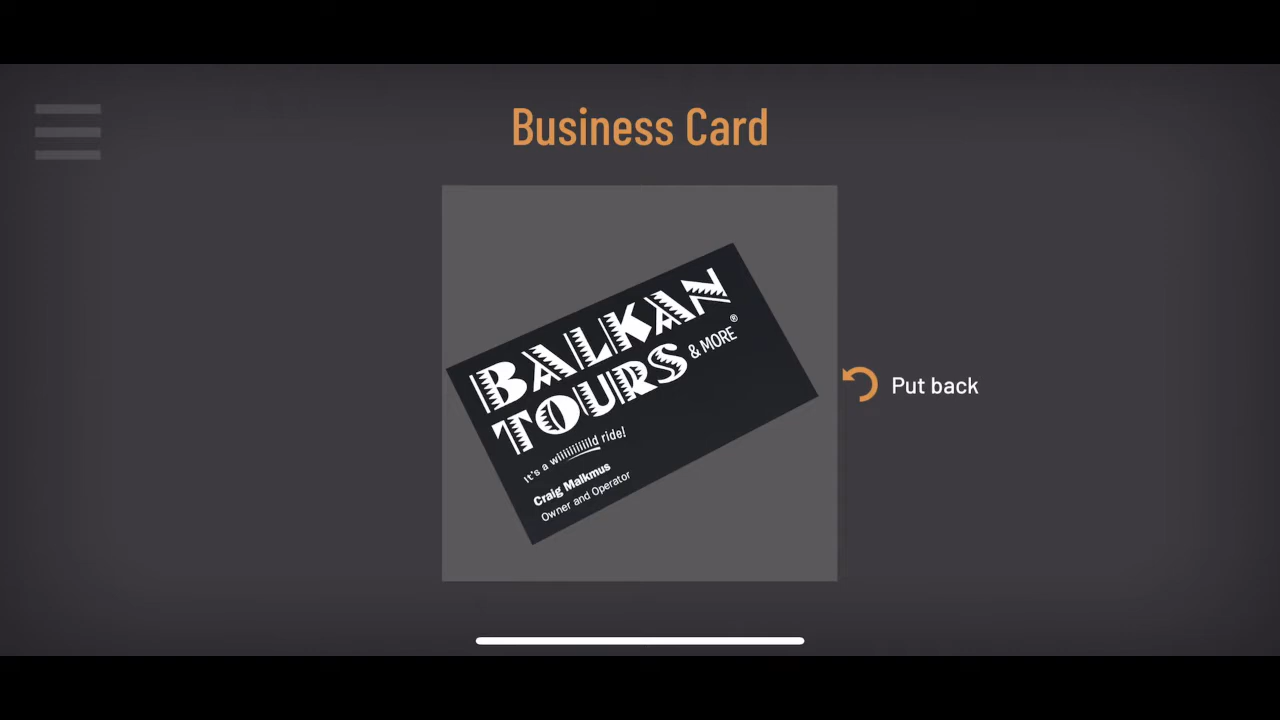 Business Card
BALKAN
TOURS & MORE®
It's a wiiiiiiiiiild ride!
Craig Malkmus
Owner and Operator
Put back